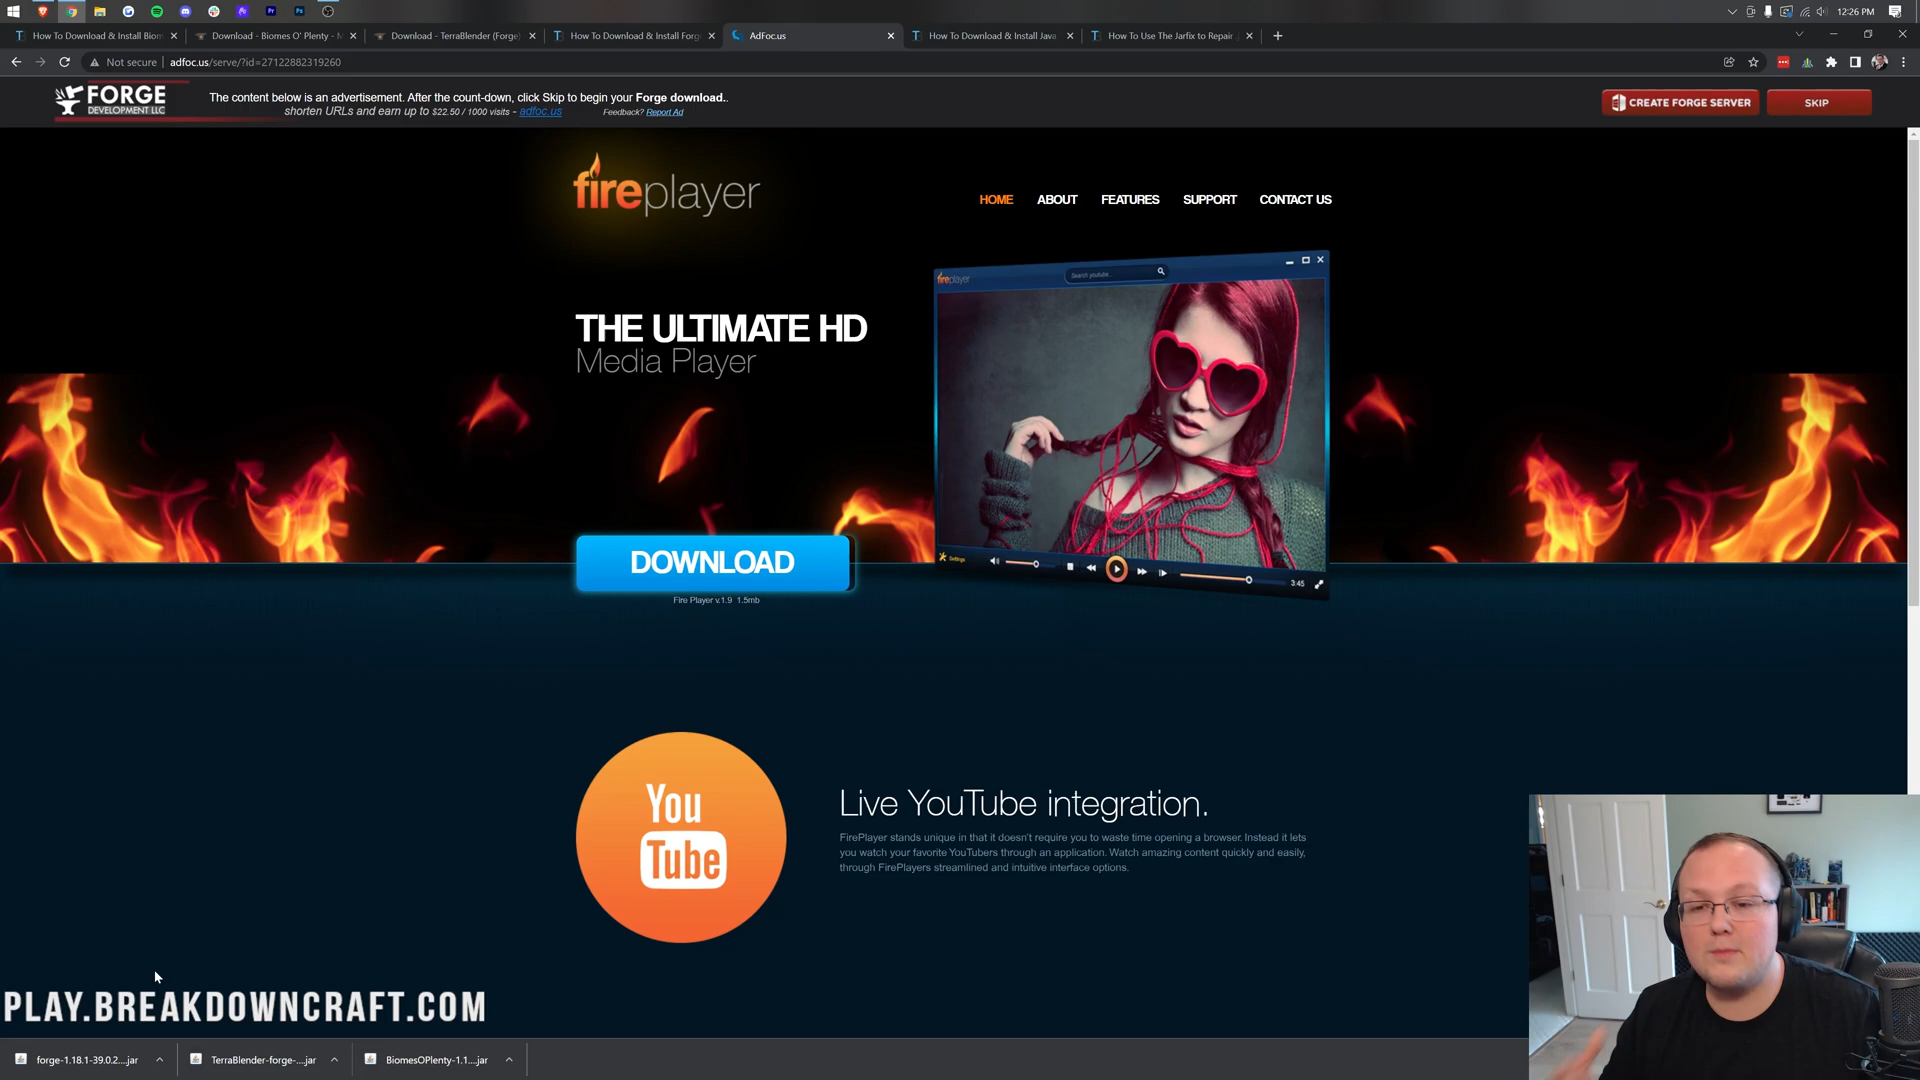 12:26 PM
How To Download & Install Biom
Download - Biomes O' Plenty - M
Download - TerraBlender (Forge)
How To Download & Install Forg
AdFoc.us
How To Download & Install Java
How To Use The Jarfix to Repair
Not secure
adfoc.us/serve/?id=27122882319260
FORGE
DEVELOPMENT LLC
The content below is an advertisement. After the count-down, click Skip to begin your Forge download..
shorten URLs and earn up to $22.50 / 1000 visits - adfoc.us
Feedback? Report Ad
CREATE FORGE SERVER
SKIP
fireplayer
HOME
ABOUT
FEATURES
SUPPORT
CONTACT US
fireplayer
Search youtube...
THE ULTIMATE HD
Media Player
Settings
3:45
DOWNLOAD
Fire Player v.1.9 1.5mb
You
Tube
Live YouTube integration.
FirePlayer stands unique in that it doesn't require you to waste time opening a browser. Instead it lets
you watch your favorite YouTubers through an application. Watch amazing content quickly and easily,
through FirePlayers streamlined and intuitive interface options.
PLAY.BREAKDOWNCRAFT.COM
forge-1.18.1-39.0.2....jar
TerraBlender-forge-....jar
BiomesOPlenty-1.1....jar